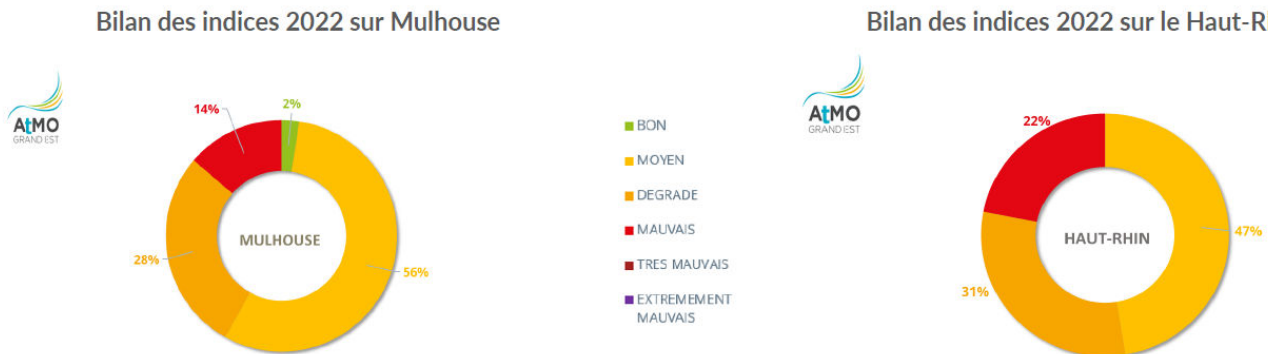 Bilan des indices 2022 sur Mulhouse
AtMO
GRAND EST
14%
2%
28%
MULHOUSE
56%
BON
MOYEN
DEGRADE
MAUVAIS
TRES MAUVAIS
EXTREMEMENT
MAUVAIS
Bilan des indices 2022 sur le Haut-R
AtMO
GRAND EST
22%
HAUT-RHIN
47%
31%